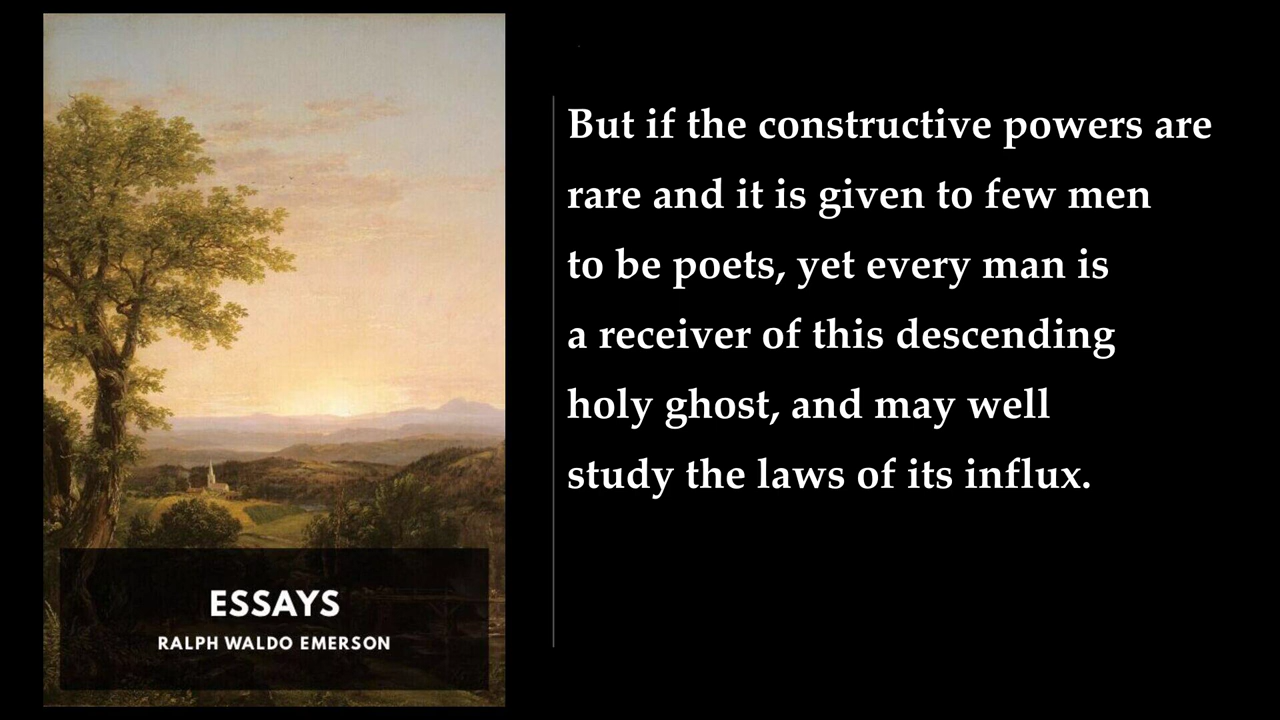 But if the constructive powers are
rare and it is given to few men
to be poets, yet every man is
a receiver of this descending
holy ghost, and may well
study the laws of its influx.
ESSAYS
RALPH WALDO EMERSON